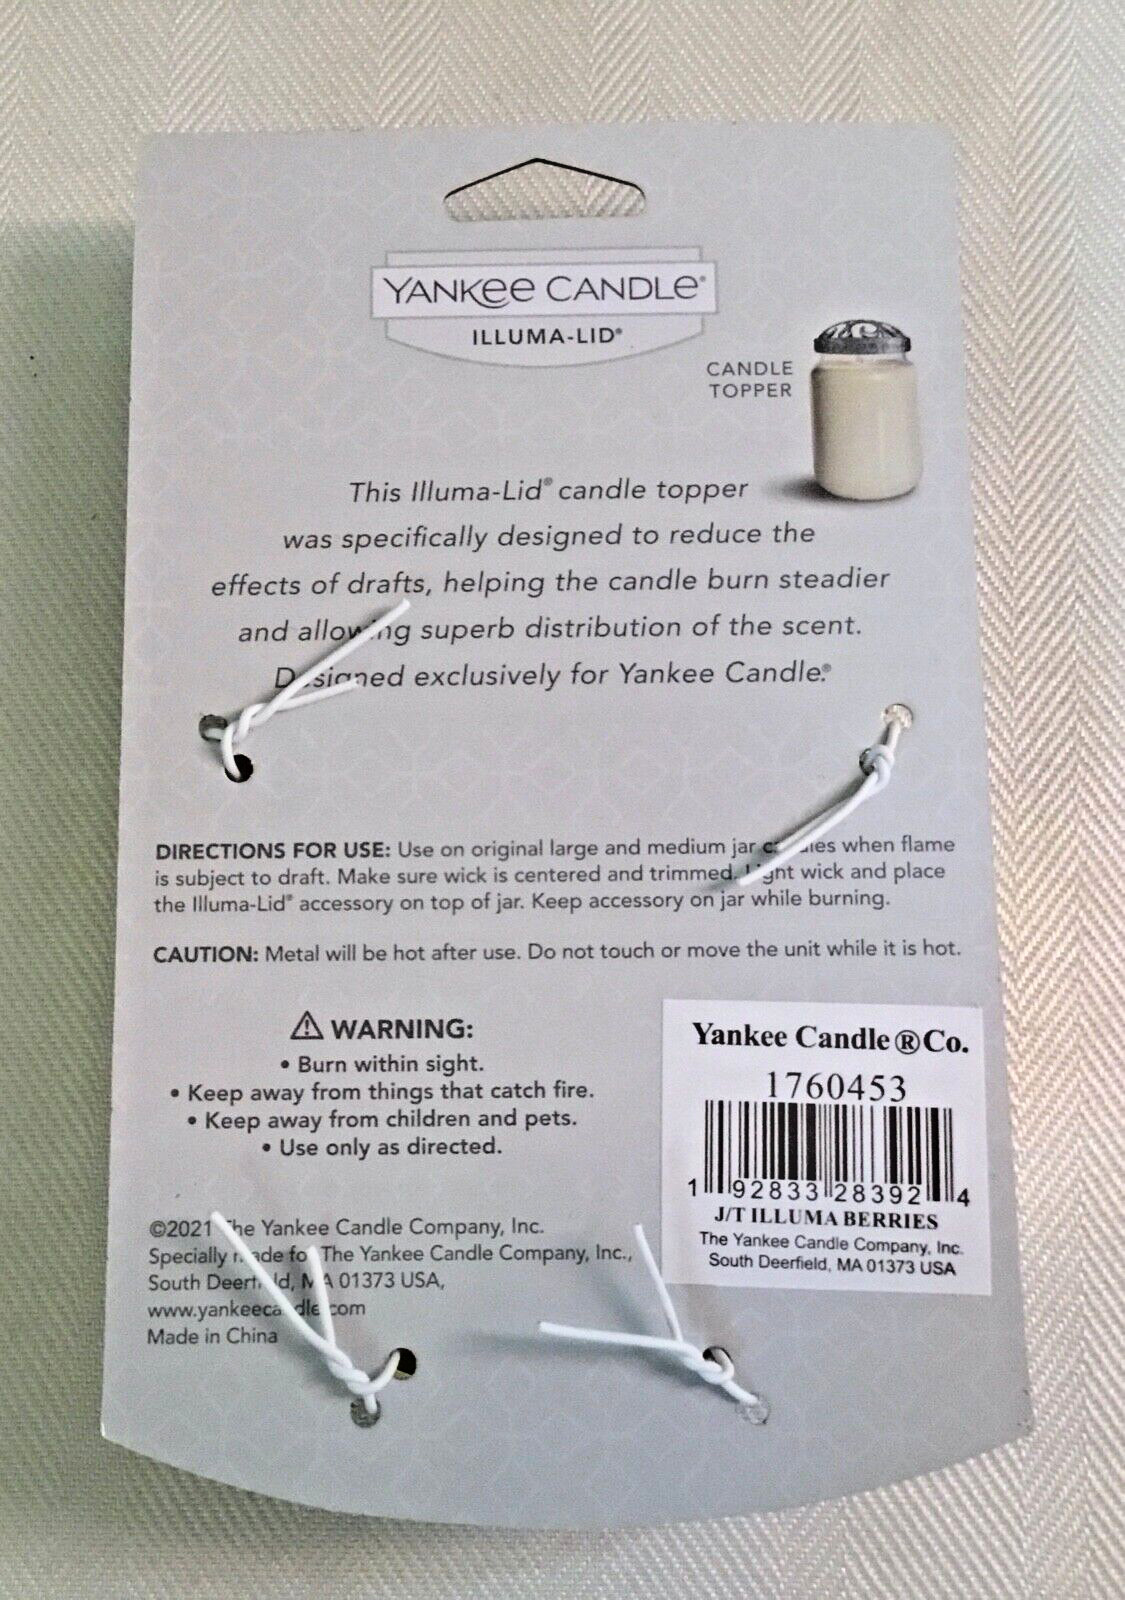 YANKEE CANDLE®
ILLUMA-LID®
CANDLE
TOPPER
This Illuma-Lid® candle topper
was specifically designed to reduce the
effects of drafts, helping the candle burn steadier
and allowing superb distribution of the scent.
Designed exclusively for Yankee Candle.®
DIRECTIONS FOR USE: Use on original large and medium jar candles when flame
is subject to draft. Make sure wick is centered and trimmed. Light wick and place
the Illuma-Lid® accessory on top of jar. Keep accessory on jar while burning.
CAUTION: Metal will be hot after use. Do not touch or move the unit while it is hot.
⚠ WARNING:
• Burn within sight.
• Keep away from things that catch fire.
• Keep away from children and pets.
• Use only as directed.
©2021 The Yankee Candle Company, Inc.
Specially made for The Yankee Candle Company, Inc.,
South Deerfield, MA 01373 USA,
www.yankeecandle.com
Made in China
Yankee Candle®Co.
1760453
1 92833 28392 4
J/T ILLUMA BERRIES
The Yankee Candle Company, Inc.
South Deerfield, MA 01373 USA